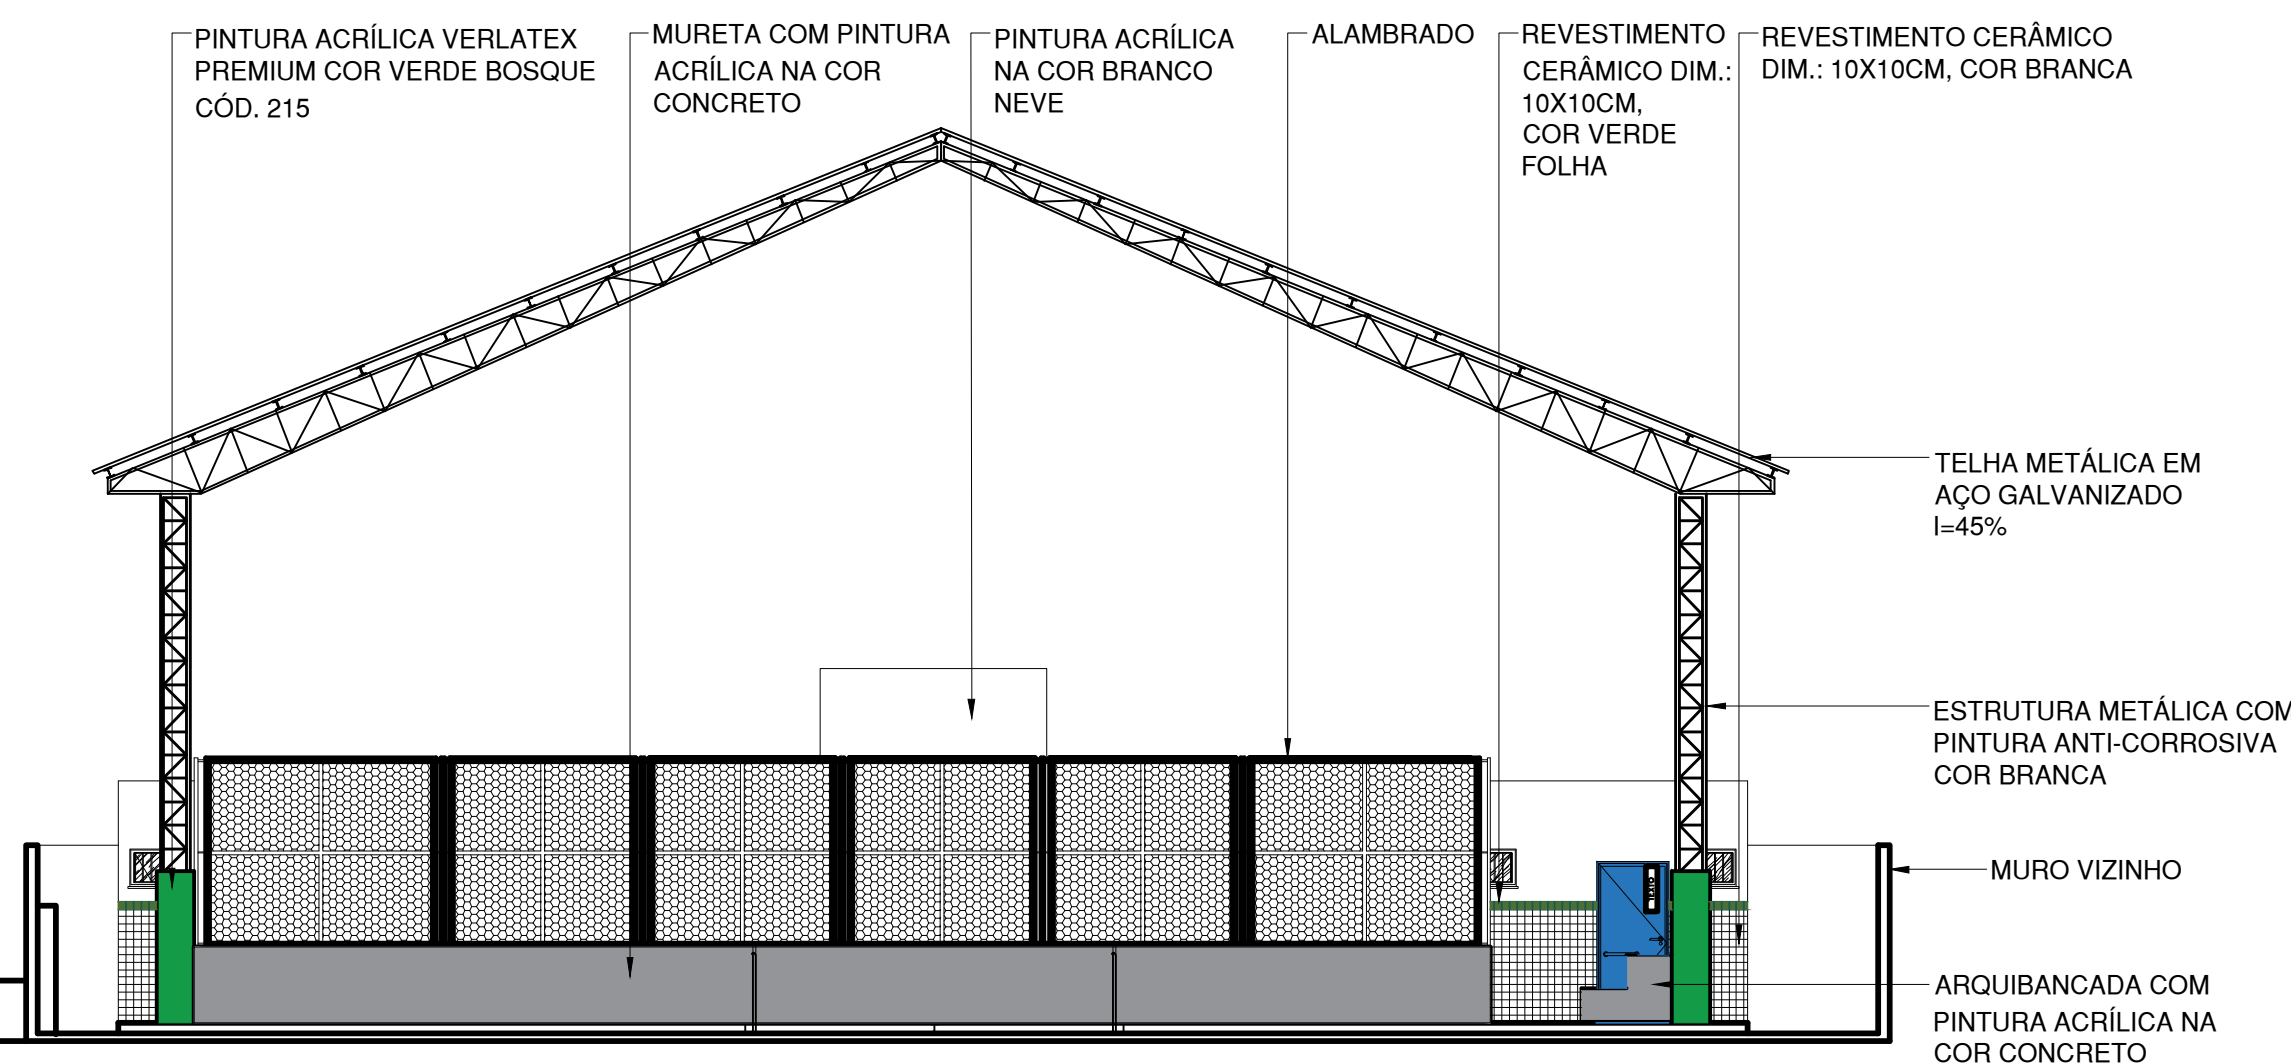 PINTURA ACRÍLICA VERLATEX
PREMIUM COR VERDE BOSQUE
CÓD. 215
MURETA COM PINTURA
ACRÍLICA NA COR
CONCRETO
PINTURA ACRÍLICA
NA COR BRANCO
NEVE
ALAMBRADO
REVESTIMENTO
CERÂMICO DIM.:
10X10CM,
COR VERDE
FOLHA
REVESTIMENTO CERÂMICO
DIM.: 10X10CM, COR BRANCA
TELHA METÁLICA EM
AÇO GALVANIZADO
I=45%
ESTRUTURA METÁLICA COM
PINTURA ANTI-CORROSIVA
COR BRANCA
MURO VIZINHO
ARQUIBANCADA COM
PINTURA ACRÍLICA NA
COR CONCRETO